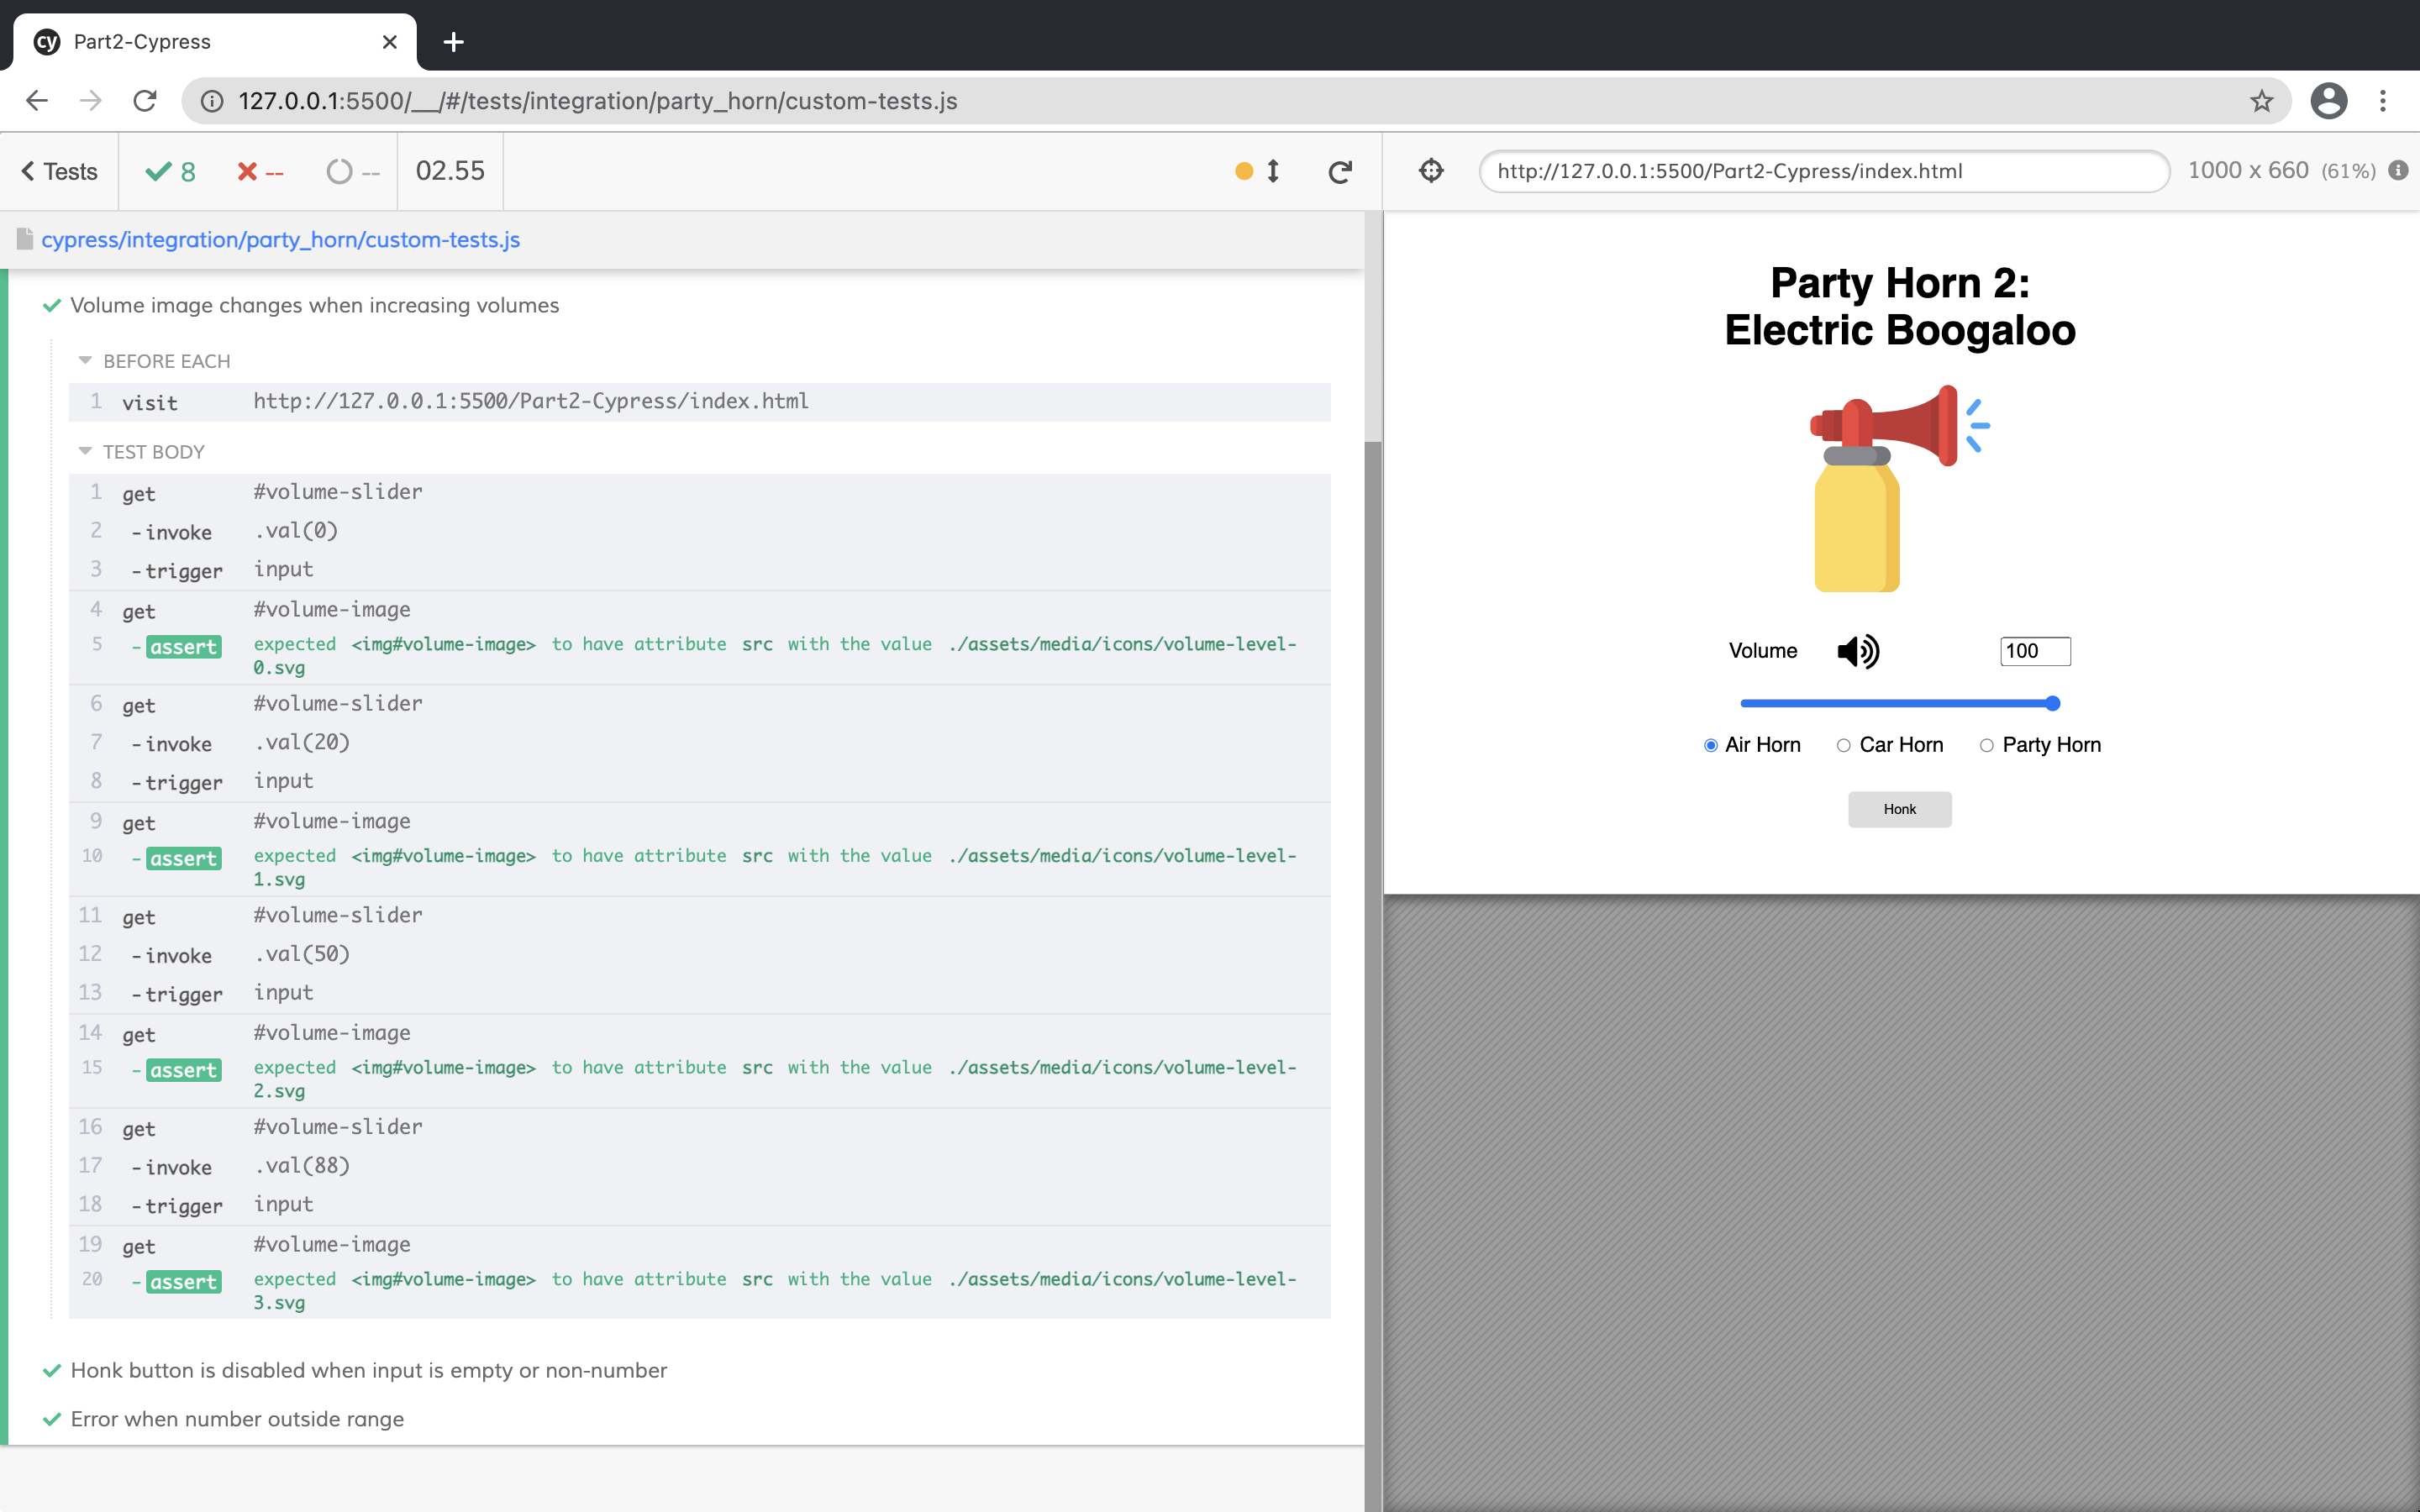 cy Part2-Cypress
127.0.0.1:5500/__/#/tests/integration/party_horn/custom-tests.js
Tests 8 -- -- 02.55
http://127.0.0.1:5500/Part2-Cypress/index.html 1000 x 660 (61%)
cypress/integration/party_horn/custom-tests.js
Volume image changes when increasing volumes
BEFORE EACH
1 visit http://127.0.0.1:5500/Part2-Cypress/index.html
TEST BODY
1 get #volume-slider
2 -invoke .val(0)
3 -trigger input
4 get #volume-image
5 -assert expected <img#volume-image> to have attribute src with the value ./assets/media/icons/volume-level-
0.svg
6 get #volume-slider
7 -invoke .val(20)
8 -trigger input
9 get #volume-image
10 -assert expected <img#volume-image> to have attribute src with the value ./assets/media/icons/volume-level-
1.svg
11 get #volume-slider
12 -invoke .val(50)
13 -trigger input
14 get #volume-image
15 -assert expected <img#volume-image> to have attribute src with the value ./assets/media/icons/volume-level-
2.svg
16 get #volume-slider
17 -invoke .val(88)
18 -trigger input
19 get #volume-image
20 -assert expected <img#volume-image> to have attribute src with the value ./assets/media/icons/volume-level-
3.svg
Honk button is disabled when input is empty or non-number
Error when number outside range
Party Horn 2:
Electric Boogaloo
Volume 100
Air Horn Car Horn Party Horn
Honk